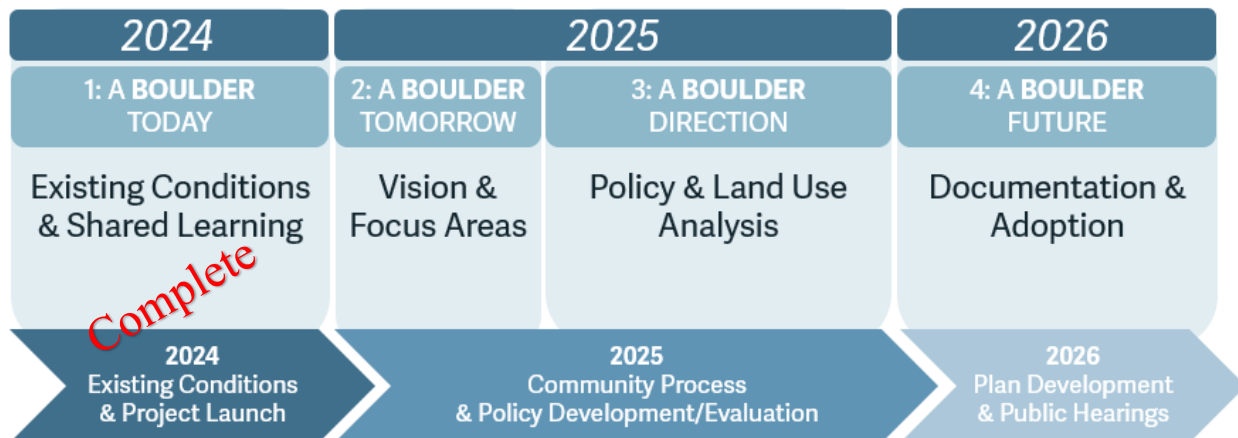 2024
2025
2026
1: A BOULDER
TODAY
2: A BOULDER
TOMORROW
3: A BOULDER
DIRECTION
4: A BOULDER
FUTURE
Existing Conditions
& Shared Learning
Vision &
Focus Areas
Policy & Land Use
Analysis
Documentation &
Adoption
Complete
2024
Existing Conditions
& Project Launch
2025
Community Process
& Policy Development/Evaluation
2026
Plan Development
& Public Hearings